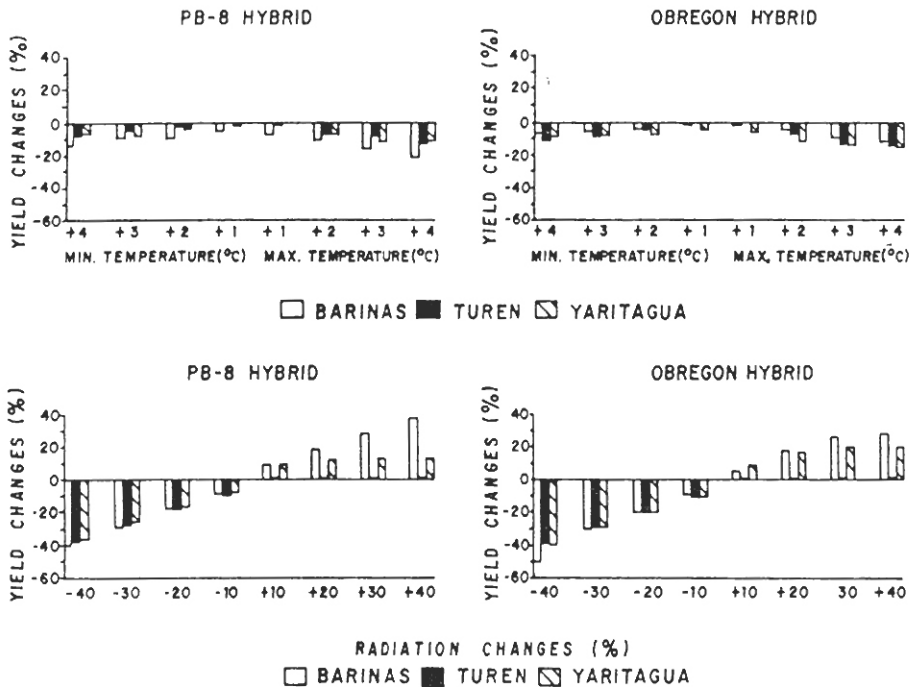 PB-8 HYBRID
YIELD CHANGES (%)
40
20
0
-20
-40
-60
+4 +3 +2 +1 +1 +2 +3 +4
MIN. TEMPERATURE(°C) MAX. TEMPERATURE(°C)
OBREGON HYBRID
YIELD CHANGES (%)
40
20
0
-20
-40
-60
+4 +3 +2 +1 +1 +2 +3 +4
MIN. TEMPERATURE(°C) MAX. TEMPERATURE(°C)
BARINAS TUREN YARITAGUA
PB-8 HYBRID
YIELD CHANGES (%)
40
20
0
-20
-40
-60
-40 -30 -20 -10 +10 +20 +30 +40
OBREGON HYBRID
YIELD CHANGES (%)
40
20
0
-20
-40
-60
-40 -30 -20 -10 +10 +20 30 +40
RADIATION CHANGES (%)
BARINAS TUREN YARITAGUA